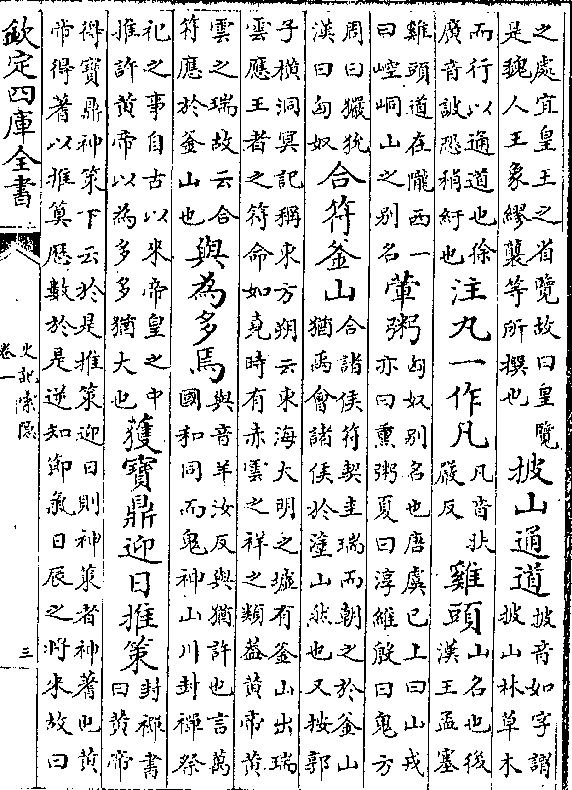 之處宜皇王之省覽故曰皇覽
是魏人王象繆襲等所撰也
披山通道
披音如字謂
披山林草木
而行以通道也徐
廣音詖恐稍紆也
注丸一作凡
凡音扶
嚴反
雞頭
山名也後
漢王孟塞
雞頭道在隴西一
曰崆峒山之别名
葷粥
匈奴别名也唐虞已上曰山戎
亦曰熏粥夏曰淳維殷曰鬼方
周曰玁狁
漢曰匈奴
合符釜山
合諸侯符契圭瑞而朝之於釜山
猶禹會諸侯於塗山然也又按郭
子橫洞冥記稱東方朔云東海大明之墟有釜山出瑞
雲應王者之符命如堯時有赤雲之祥之類蓋黄帝黄
雲之瑞故云合
符應於釜山也
與為多焉
與音羊汝反與猶許也言萬
國和同而鬼神山川封禪祭
祀之事自古以來帝皇之中
推許黄帝以為多多猶大也
獲寶鼎迎日推策
封禪書
曰黄帝
得寶鼎神策下云於是推策迎日則神策者神蓍也黄
帝得蓍以推算厯數於是逆知節氣日辰之將來故曰
欽定四庫全書
史記索隱
卷一
三